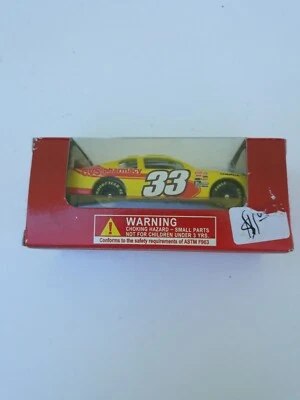 33
WARNING
CHOKING HAZARD - SMALL PARTS
NOT FOR CHILDREN UNDER 3 YRS.
Conforms to the safety requirements of ASTM F963